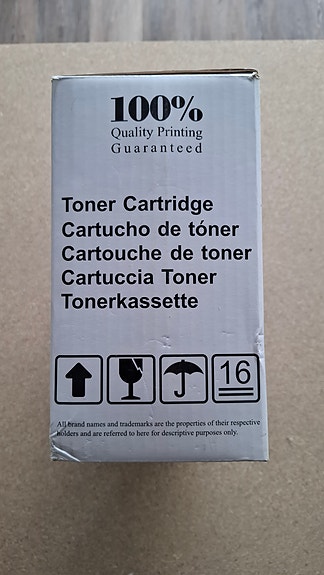 100%
Quality Printing
Guaranteed
Toner Cartridge
Cartucho de tóner
Cartouche de toner
Cartuccia Toner
Tonerkassette
16
All brand names and trademarks are the properties of their respective
holders and are referred to here for descriptive purposes only.